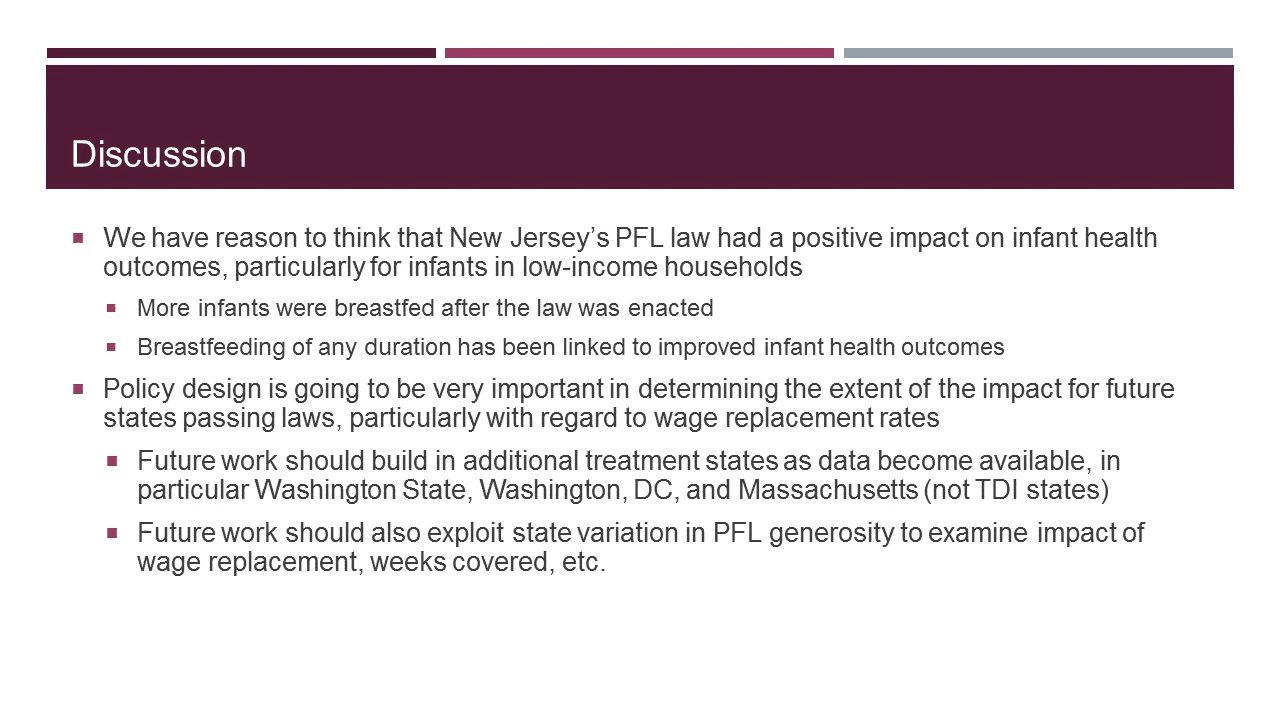 Discussion
We have reason to think that New Jersey’s PFL law had a positive impact on infant health
outcomes, particularly for infants in low-income households
More infants were breastfed after the law was enacted
Breastfeeding of any duration has been linked to improved infant health outcomes
Policy design is going to be very important in determining the extent of the impact for future
states passing laws, particularly with regard to wage replacement rates
Future work should build in additional treatment states as data become available, in
particular Washington State, Washington, DC, and Massachusetts (not TDI states)
Future work should also exploit state variation in PFL generosity to examine impact of
wage replacement, weeks covered, etc.